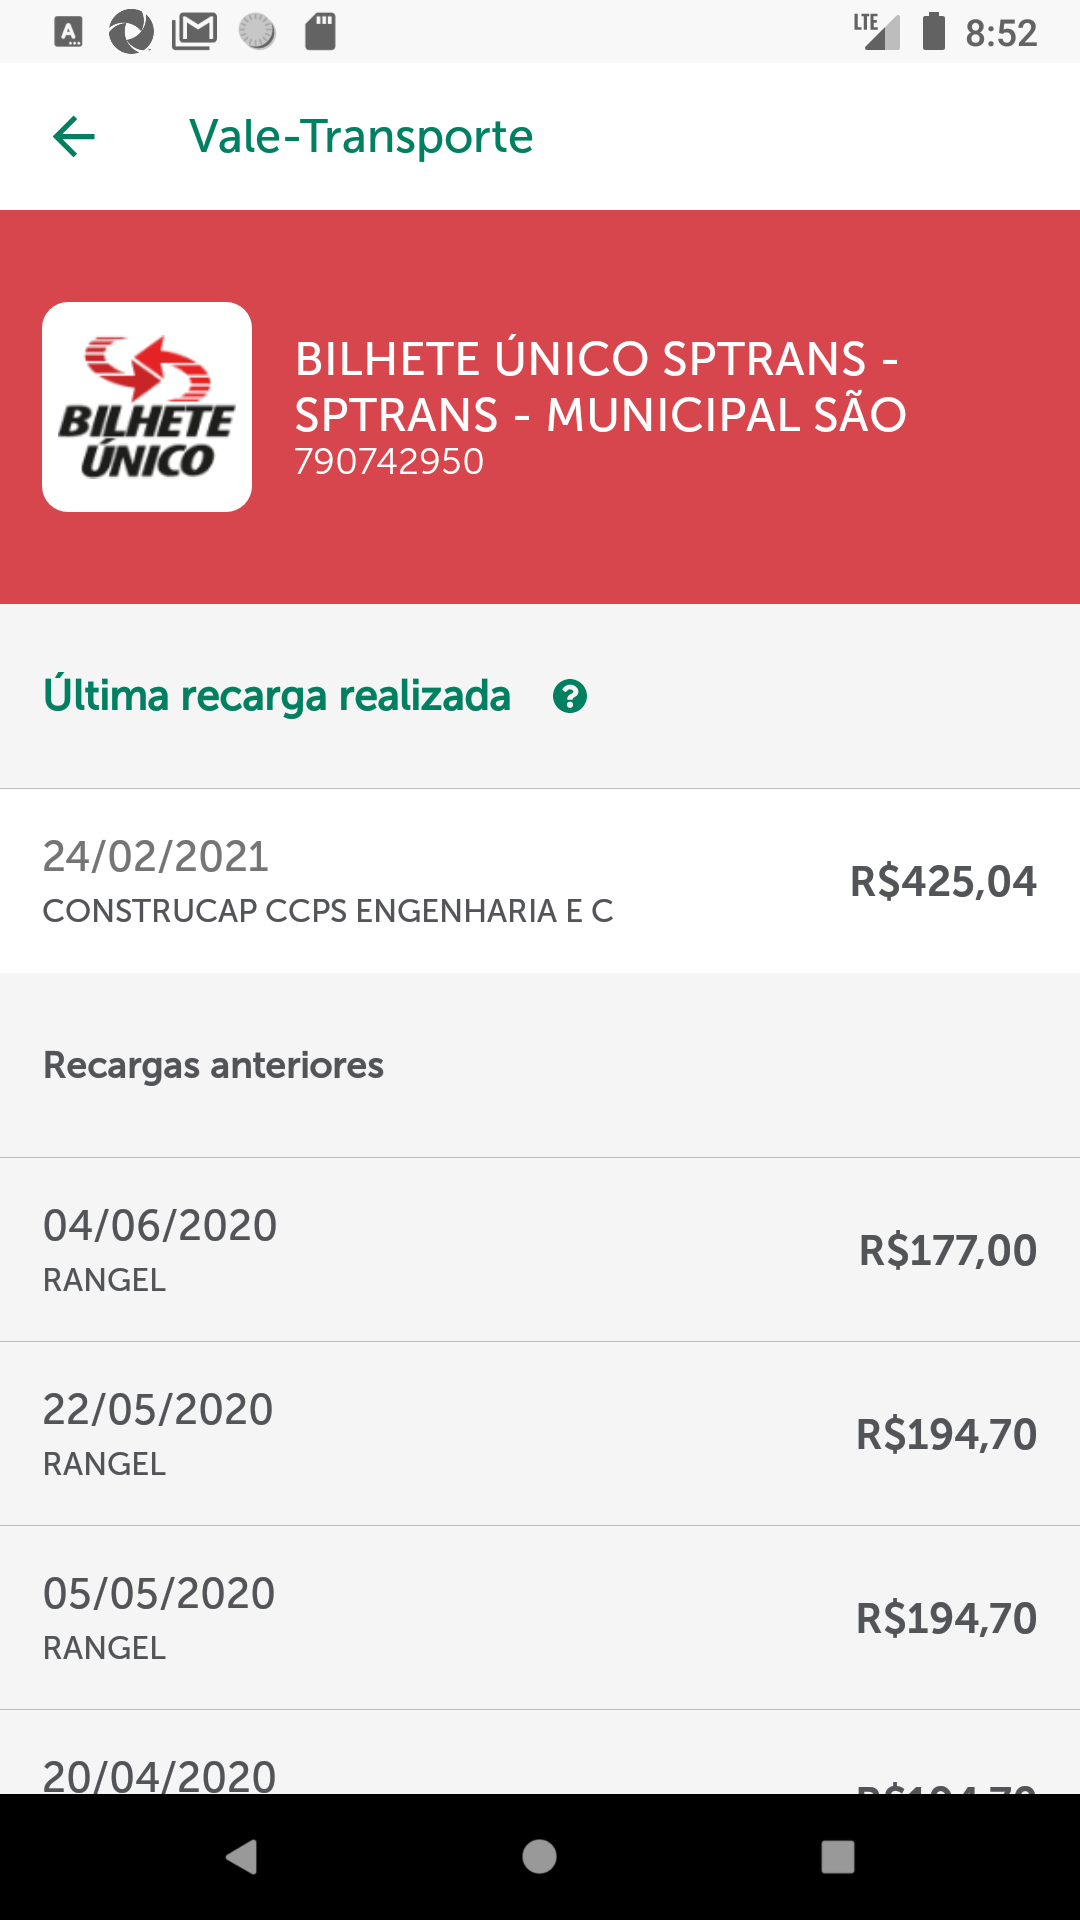 A
LTE
8:52
Vale-Transporte
BILHETE
ÚNICO
BILHETE ÚNICO SPTRANS -
SPTRANS - MUNICIPAL SÃO
790742950
Última recarga realizada ?
24/02/2021
CONSTRUCAP CCPS ENGENHARIA E C
R$425,04
Recargas anteriores
04/06/2020
RANGEL
R$177,00
22/05/2020
RANGEL
R$194,70
05/05/2020
RANGEL
R$194,70
20/04/2020
R$194,70